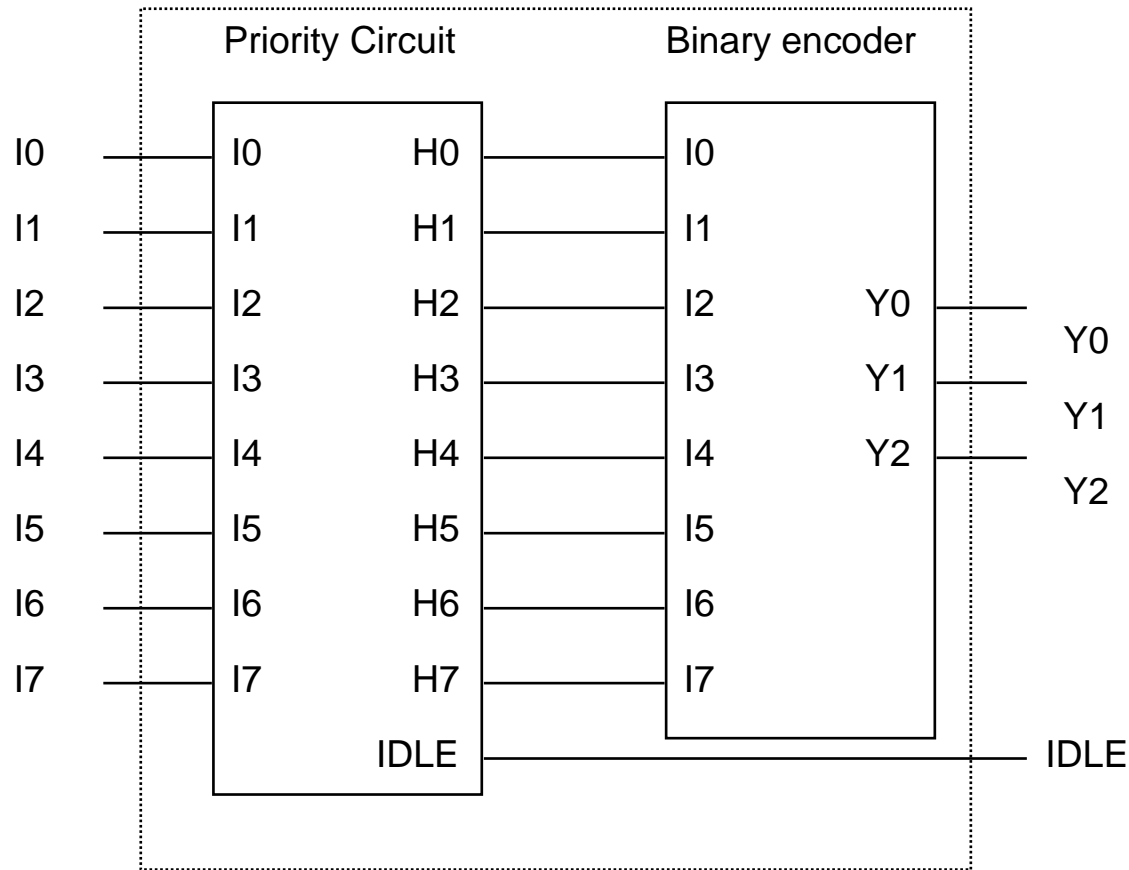 Priority Circuit Binary encoder
I0 I0 H0 I0
I1 I1 H1 I1
I2 I2 H2 I2 Y0
Y0
I3 I3 H3 I3 Y1
Y1
I4 I4 H4 I4 Y2
Y2
I5 I5 H5 I5
I6 I6 H6 I6
I7 I7 H7 I7
IDLE IDLE